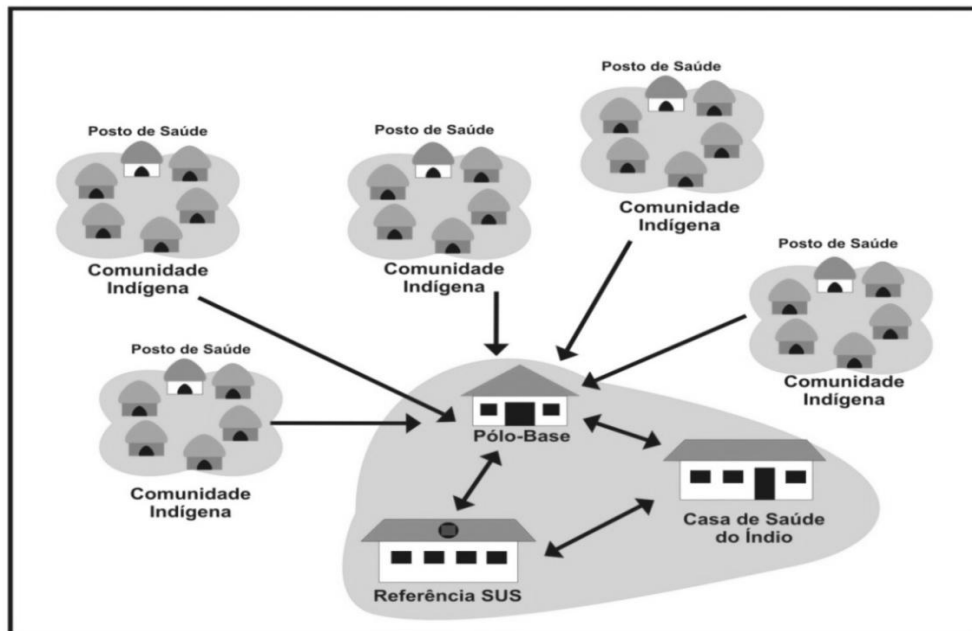 Posto de Saúde
Comunidade
Indígena
Posto de Saúde
Comunidade
Indígena
Posto de Saúde
Comunidade
Indígena
Posto de Saúde
Comunidade
Indígena
Posto de Saúde
Comunidade
Indígena
Pólo-Base
Casa de Saúde
do Índio
Referência SUS